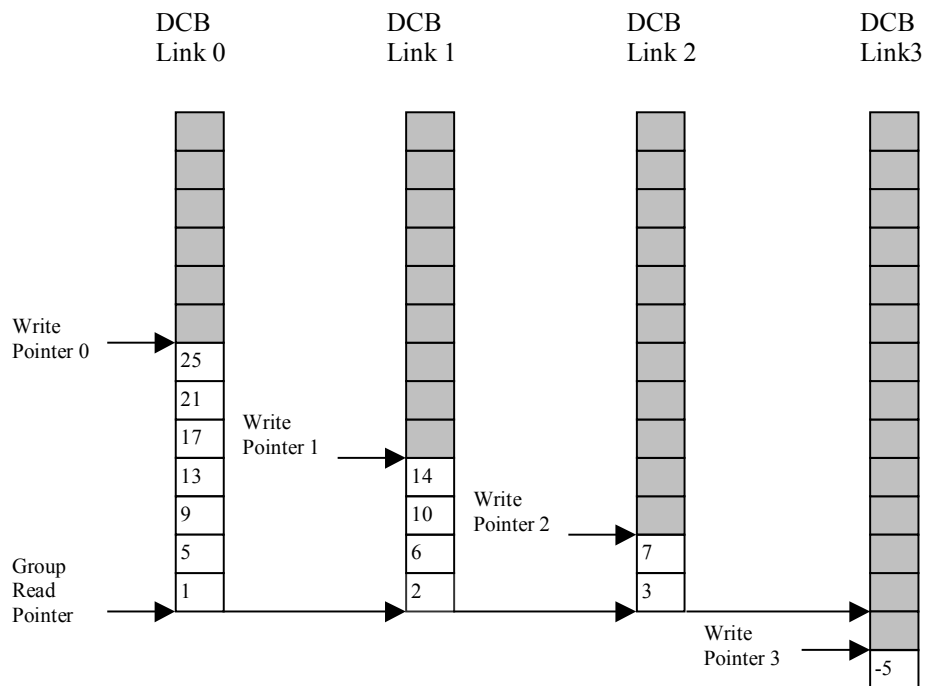 DCB
Link 0
DCB
Link 1
DCB
Link 2
DCB
Link3
Write
Pointer 0
25
21
17
13
9
5
1
Write
Pointer 1
14
10
6
2
Write
Pointer 2
7
3
Group
Read
Pointer
Write
Pointer 3
-5